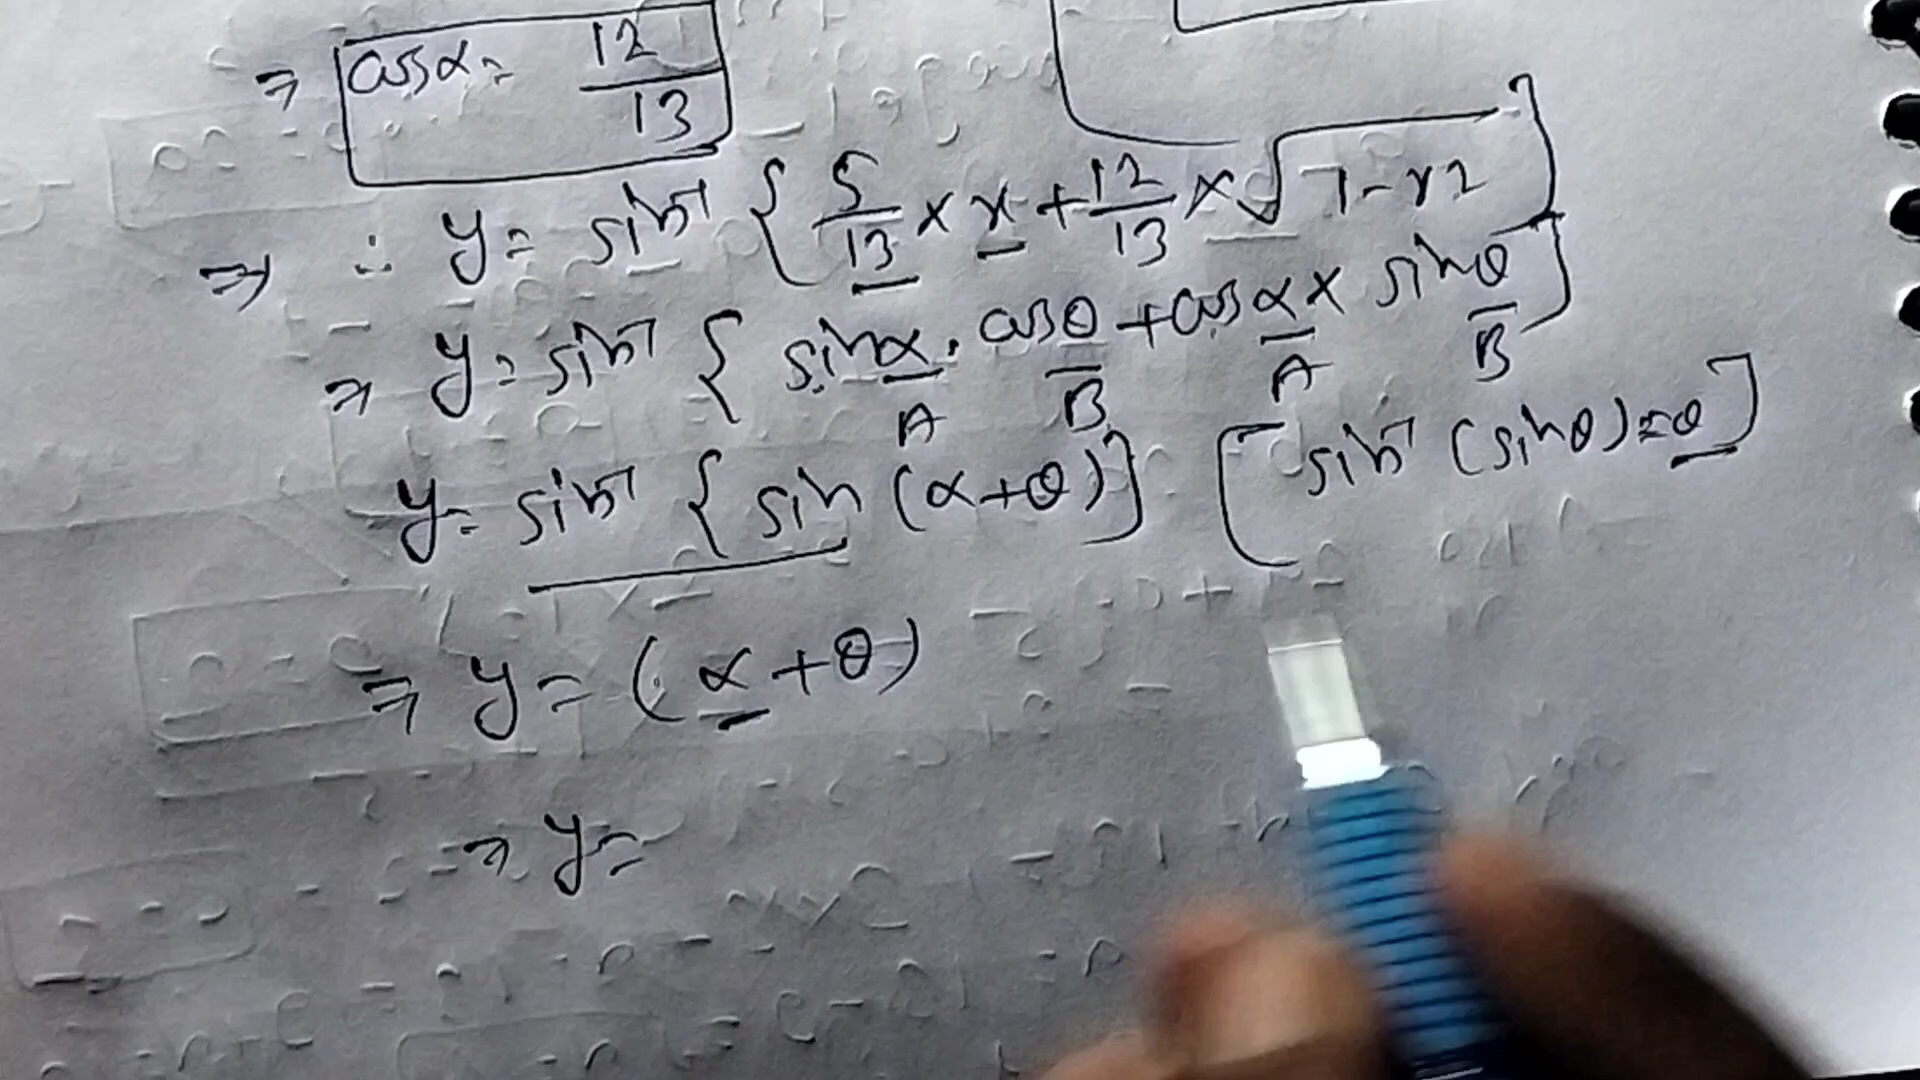 ⇒ cosα = 12/13
⇒ ∴ y = sin⁻¹ { 5/13 × x + 12/13 × √1-x2 }
⇒ y = sin⁻¹ { sinα . cosθ + cosα × sinθ }
A B A B
y = sin⁻¹ { sin (α+θ) } [ sin⁻¹ (sinθ) = θ ]
⇒ y = (α+θ)
⇒ y =